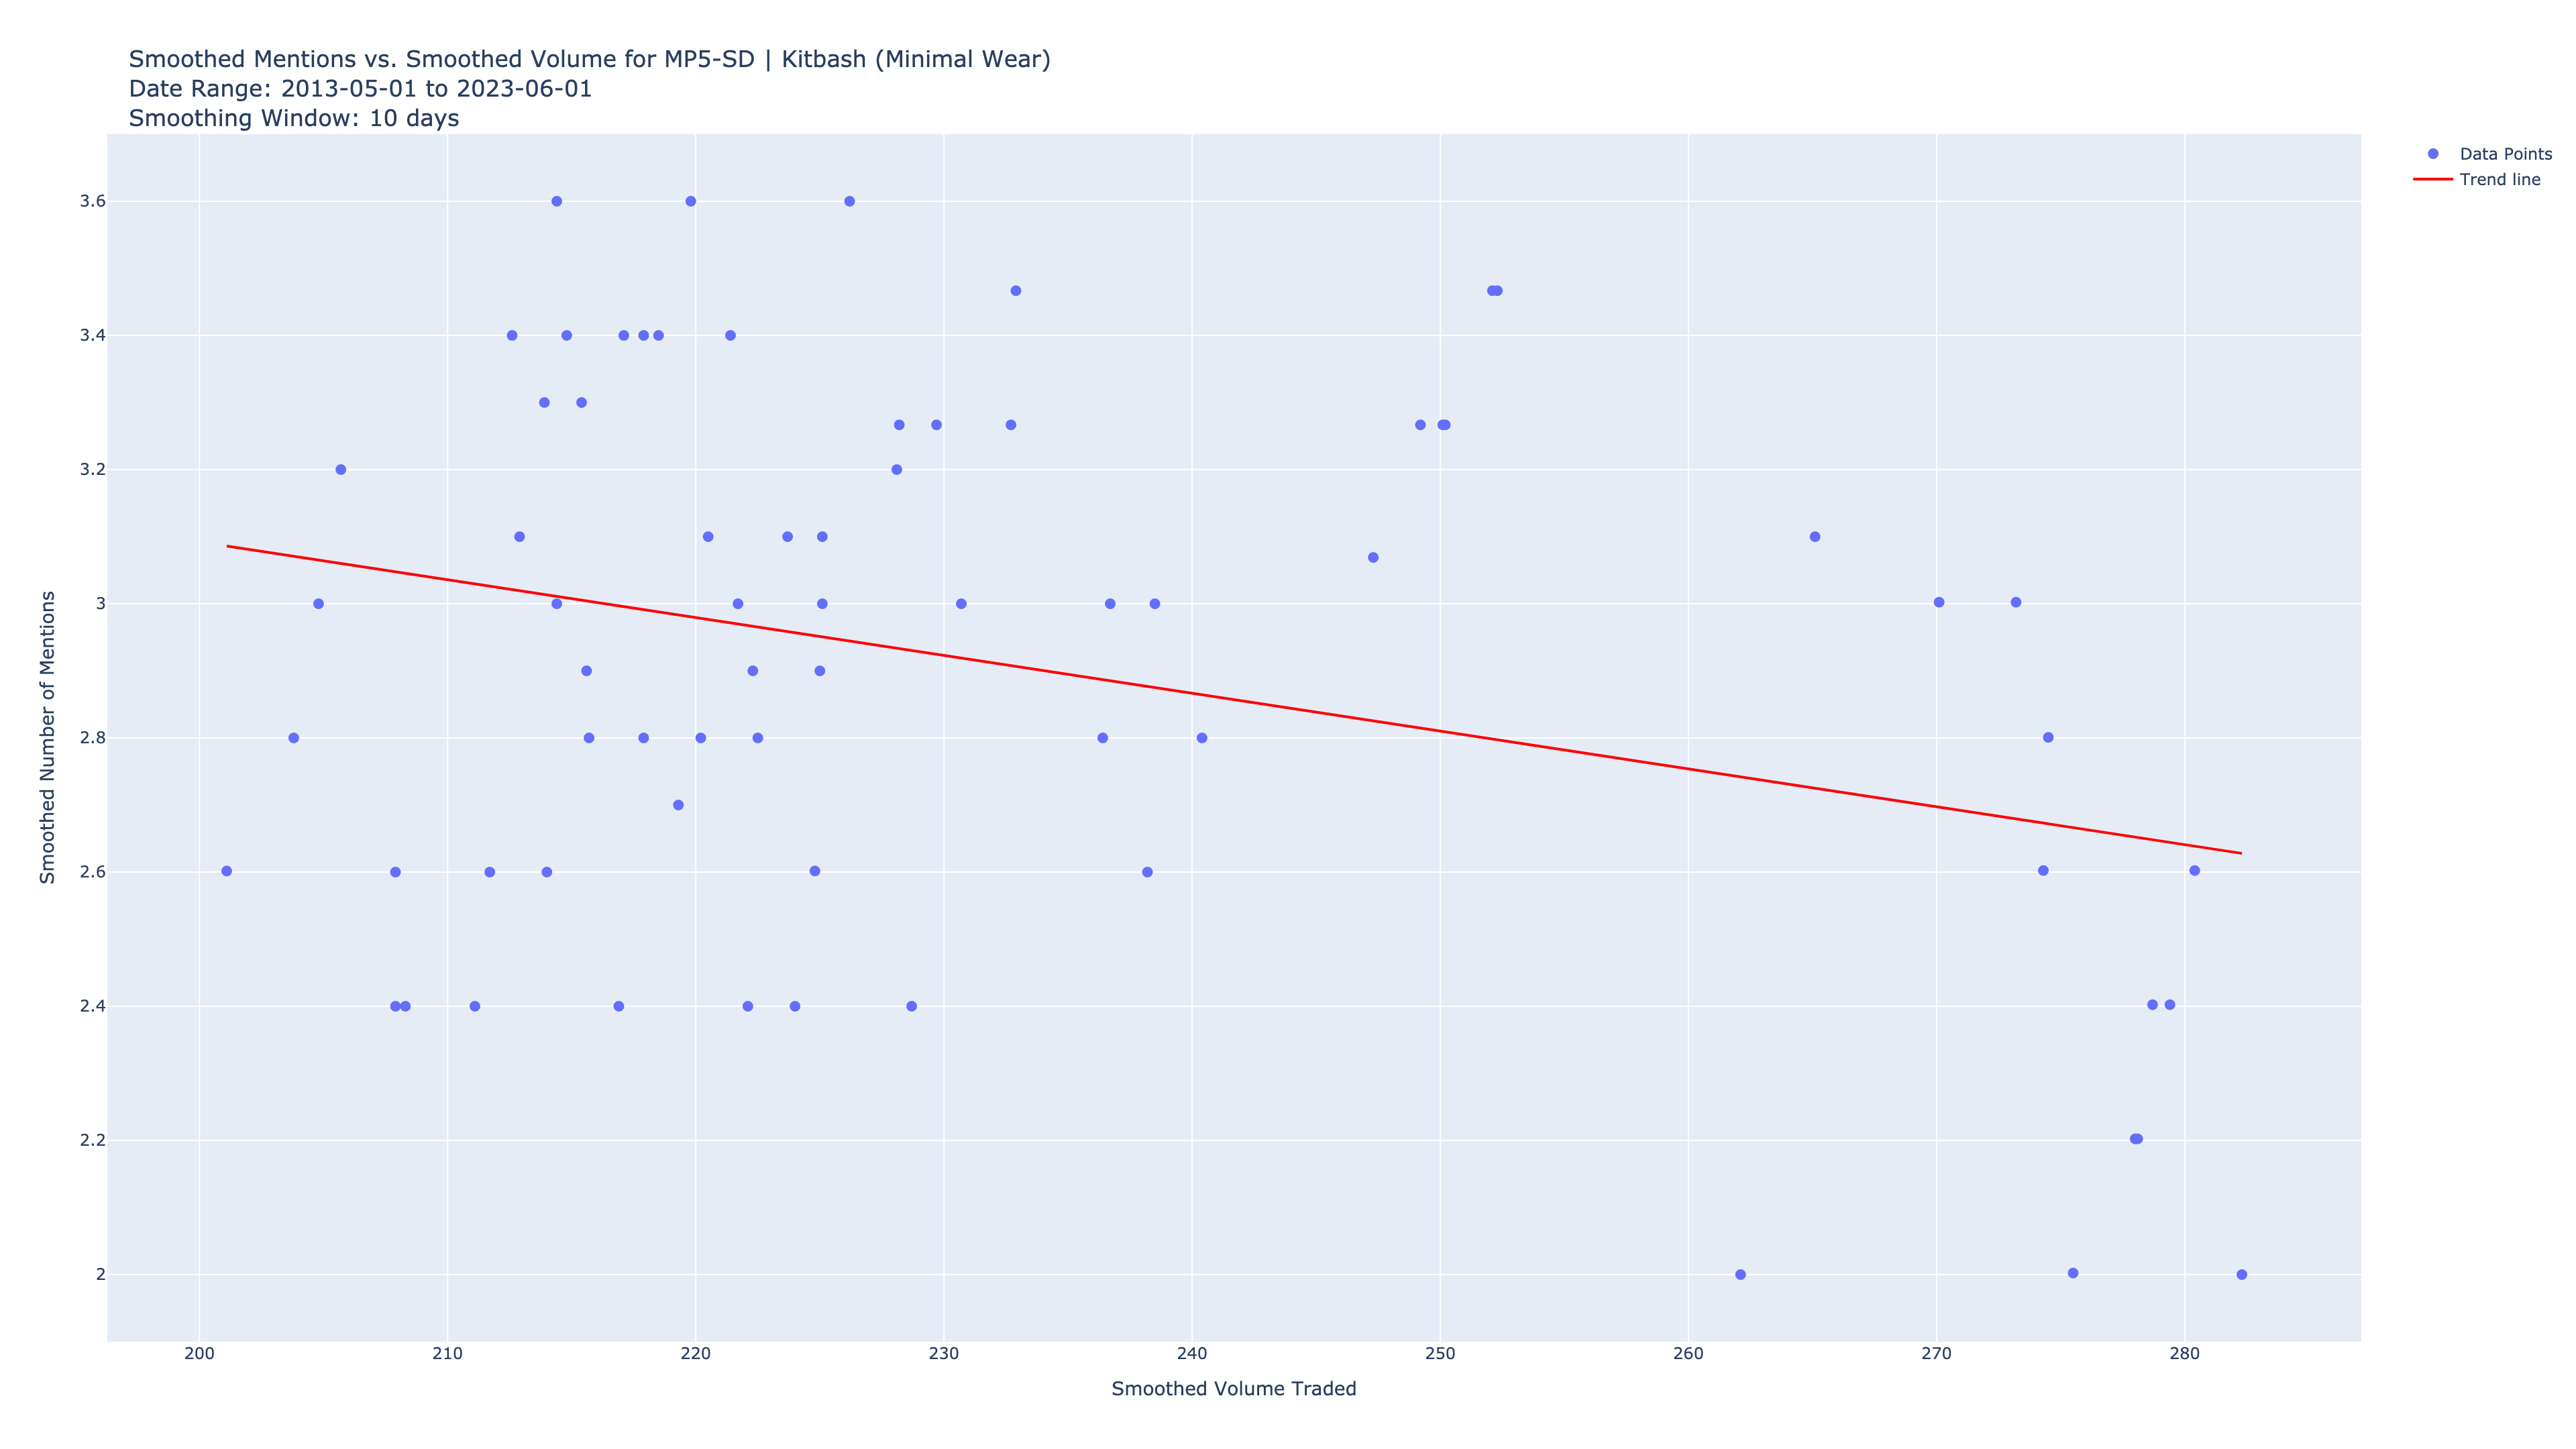 Smoothed Mentions vs. Smoothed Volume for MP5-SD | Kitbash (Minimal Wear)
Date Range: 2013-05-01 to 2023-06-01
Smoothing Window: 10 days
Data Points
Trend line
3.6
3.4
3.2
3
2.8
2.6
2.4
2.2
2
Smoothed Number of Mentions
200
210
220
230
240
250
260
270
280
Smoothed Volume Traded